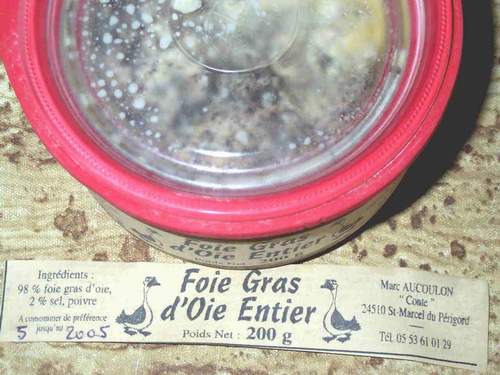 Foie Gras
d'Oie Entier
Ingrédients :
98 % foie gras d'oie,
2 % sel, poivre
A consommer de préférence
5 jusqu'au 2005
Foie Gras
d'Oie Entier
Poids Net : 200 g
Marc AUCOULON
" Conte "
24510 St-Marcel du Périgord
Tél 05 53 61 01 29